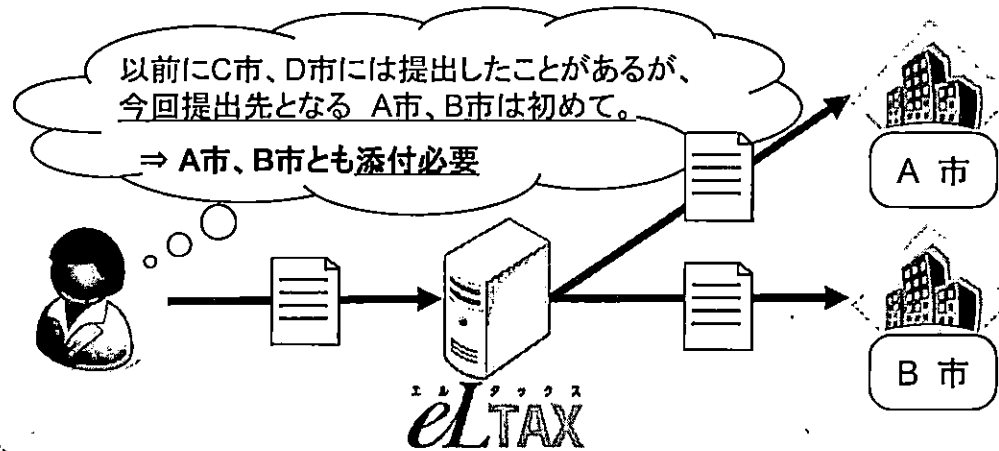 以前にC市、D市には提出したことがあるが、
今回提出先となる A市、B市は初めて。
⇒ A市、B市とも添付必要
A 市
B 市
エルタックス
eLTAX